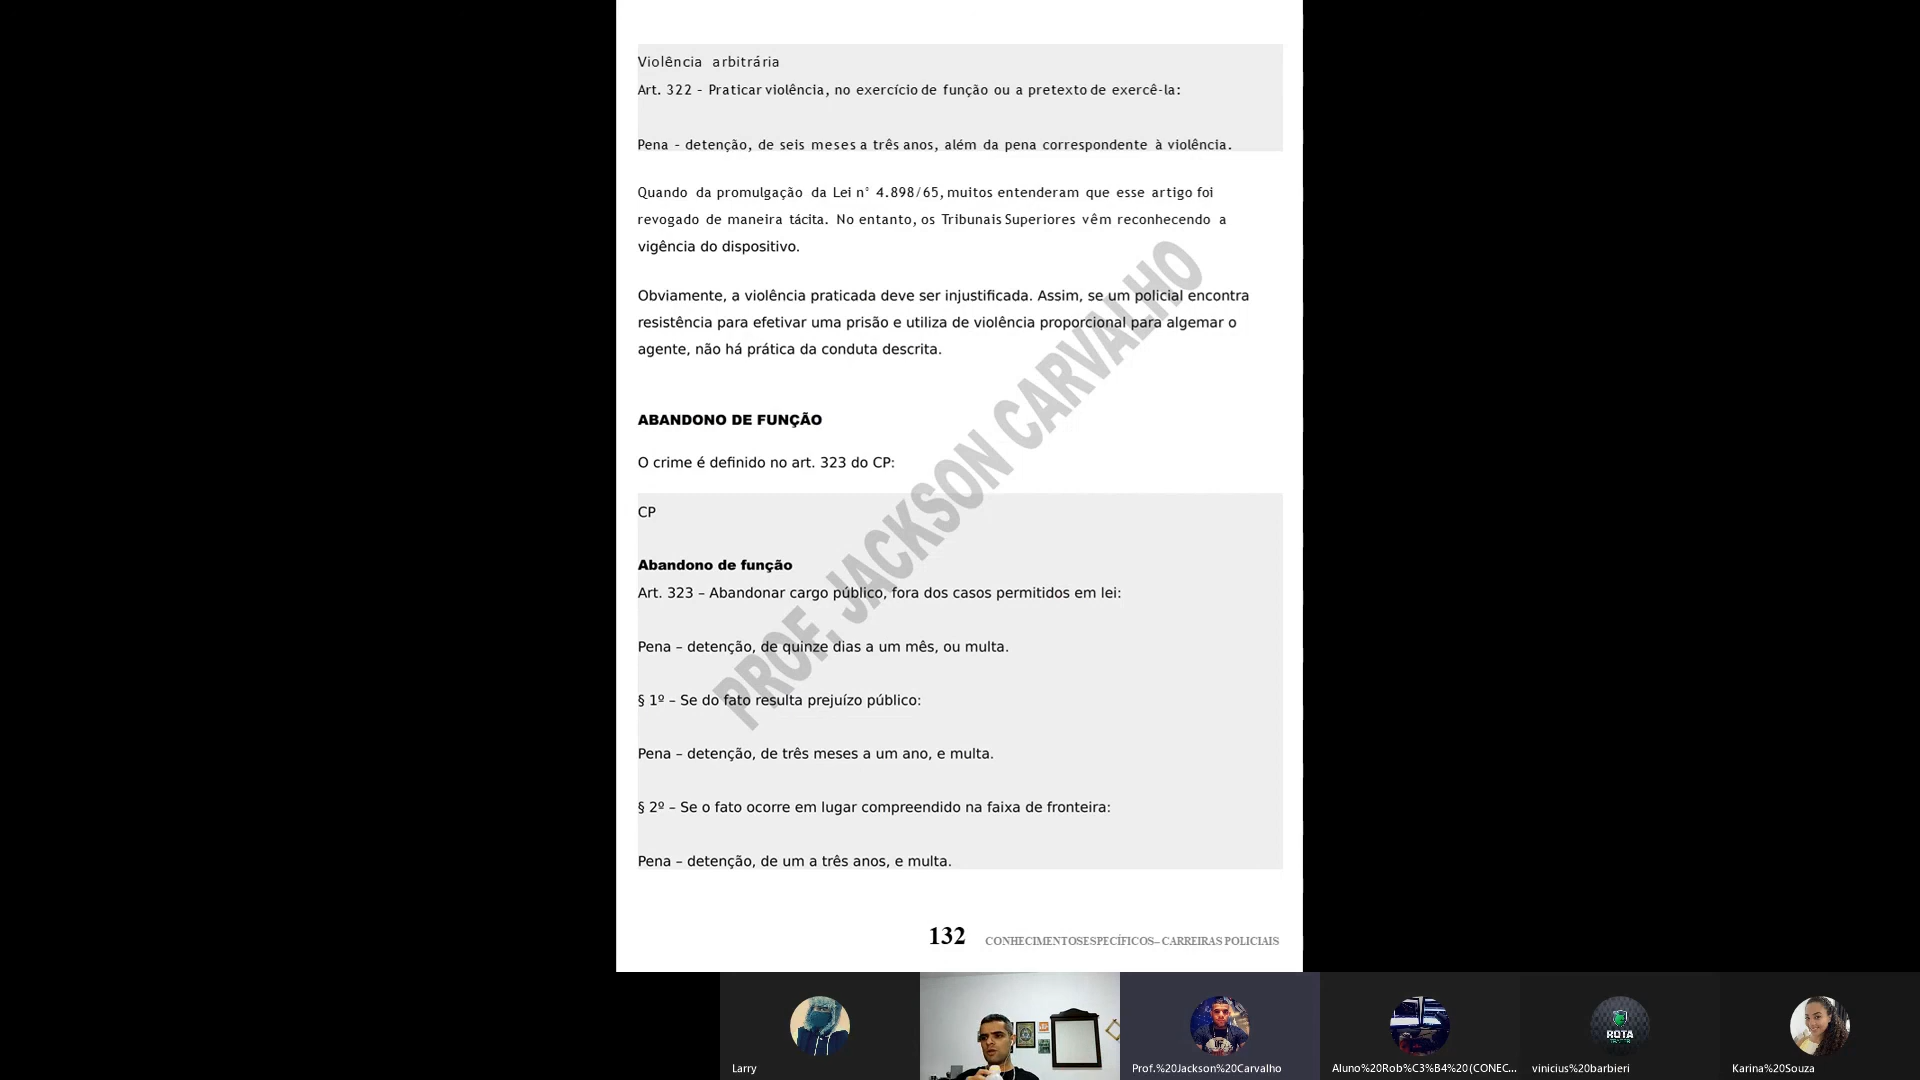 Violência arbitrária
Art. 322 – Praticar violência, no exercício de função ou a pretexto de exercê-la:
Pena – detenção, de seis meses a três anos, além da pena correspondente à violência.
Quando da promulgação da Lei n° 4.898/65, muitos entenderam que esse artigo foi
revogado de maneira tácita. No entanto, os Tribunais Superiores vêm reconhecendo a
vigência do dispositivo.
Obviamente, a violência praticada deve ser injustificada. Assim, se um policial encontra
resistência para efetivar uma prisão e utiliza de violência proporcional para algemar o
agente, não há prática da conduta descrita.
PROF. JACKSON CARVALHO
ABANDONO DE FUNÇÃO
O crime é definido no art. 323 do CP:
CP
Abandono de função
Art. 323 – Abandonar cargo público, fora dos casos permitidos em lei:
Pena – detenção, de quinze dias a um mês, ou multa.
§ 1º – Se do fato resulta prejuízo público:
Pena – detenção, de três meses a um ano, e multa.
§ 2º – Se o fato ocorre em lugar compreendido na faixa de fronteira:
Pena – detenção, de um a três anos, e multa.
132 CONHECIMENTOSESPECÍFICOS– CARREIRAS POLICIAIS
ROTA
Larry
Prof.%20Jackson%20Carvalho
Aluno%20Rob%C3%B4%20(CONEC...
vinicius%20barbieri
Karina%20Souza